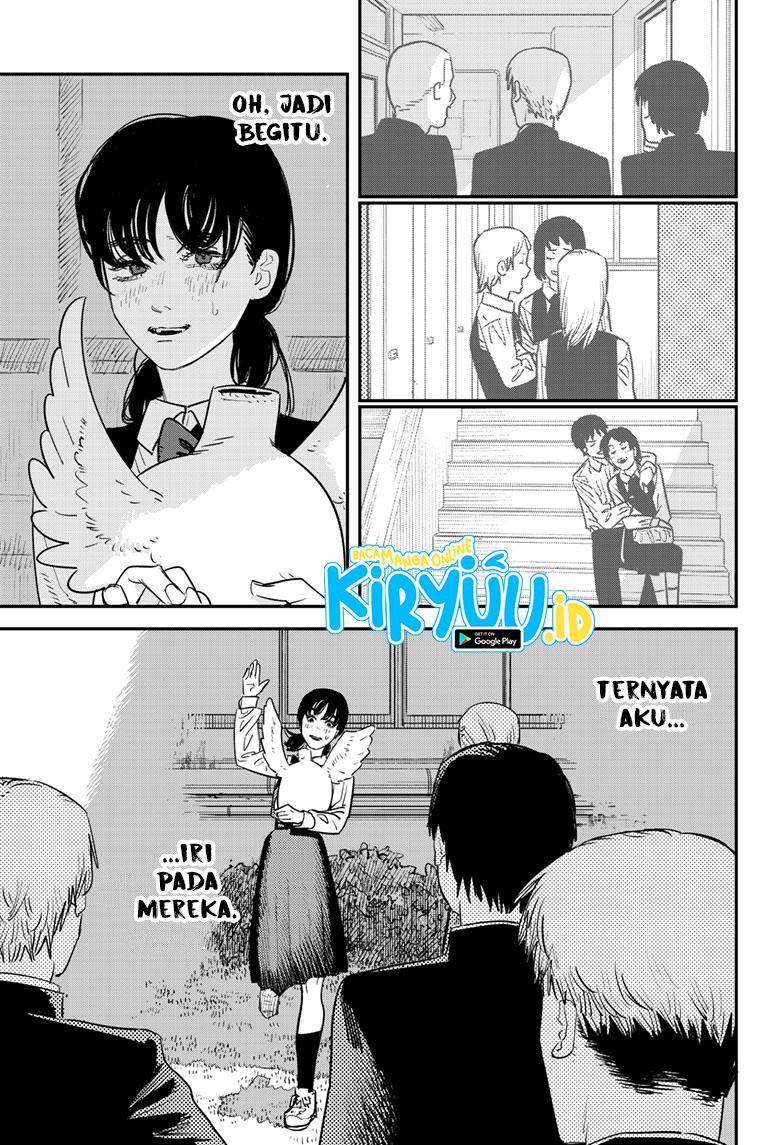 OH, JADI
BEGITU.
BACA MANGA ONLINE
KIRYUU.ID
GET IT ON
Google Play
TERNYATA
AKU...
...IRI
PADA
MEREKA.